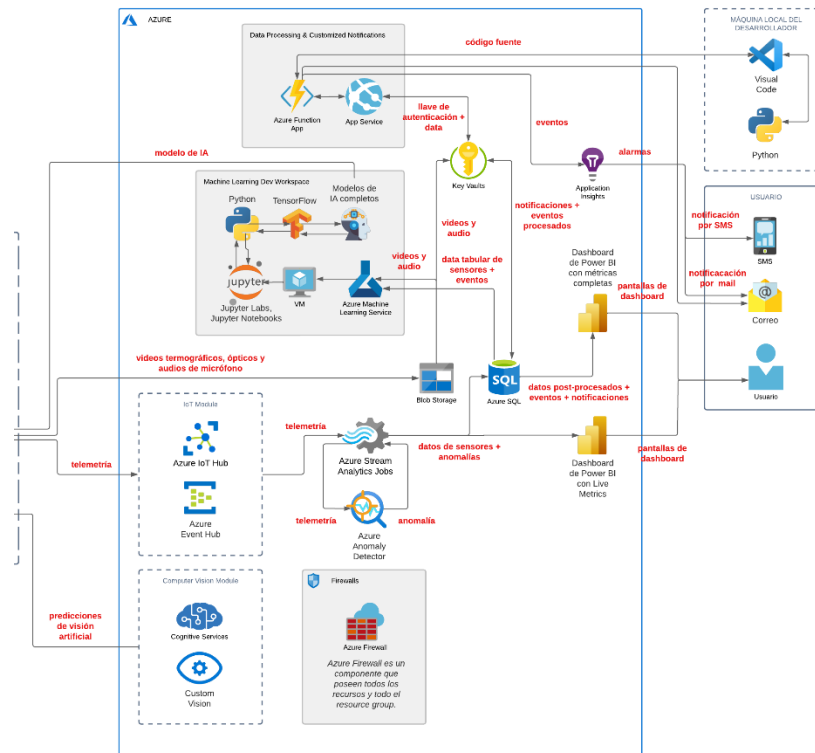 AZURE
MÁQUINA LOCAL DEL
DESARROLLADOR
Data Processing & Customized Notifications
código fuente
Visual
Code
Azure Function
App
App Service
llave de
autenticación +
data
eventos
Python
modelo de IA
alarmas
Key Vaults
Application
Insights
Machine Learning Dev Workspace
Python
TensorFlow
Modelos de
IA completos
USUARIO
notificaciones +
eventos
procesados
notificación
por SMS
SMS
videos y
audio
videos y
audio
data tabular de
sensores +
eventos
Dashboard
de Power BI
con métricas
completas
notificacación
por mail
jupyter
Jupyter Labs,
Jupyter Notebooks
VM
Azure Machine
Learning Service
pantallas de
dashboard
Correo
videos termográficos, ópticos y
audios de micrófono
Blob Storage
SQL
Azure SQL
datos post-procesados +
eventos + notificaciones
Usuario
IoT Module
telemetría
telemetría
Azure IoT Hub
Azure Stream
Analytics Jobs
datos de sensores +
anomalías
Dashboard
de Power BI
con Live
Metrics
pantallas de
dashboard
Azure
Event Hub
telemetría
anomalía
Azure
Anomaly
Detector
Computer Vision Module
Firewalls
predicciones
de visión
artificial
Cognitive Services
Azure Firewall
Custom
Vision
Azure Firewall es un
componente que
poseen todos los
recursos y todo el
resource group.